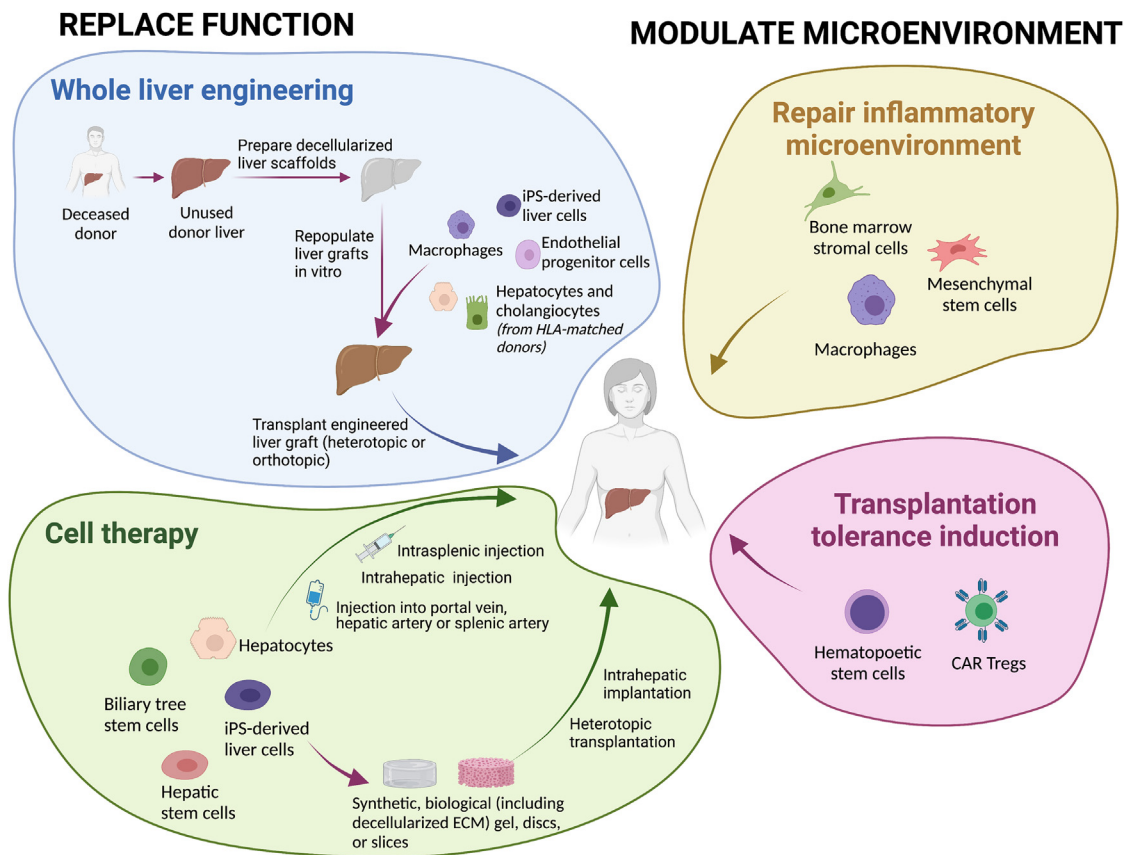 REPLACE FUNCTION
MODULATE MICROENVIRONMENT
Whole liver engineering
Deceased
donor
Unused
donor liver
Prepare decellularized
liver scaffolds
Repopulate
liver grafts
in vitro
Macrophages
iPS-derived
liver cells
Endothelial
progenitor cells
Hepatocytes and
cholangiocytes
(from HLA-matched
donors)
Transplant engineered
liver graft (heterotopic or
orthotopic)
Repair inflammatory
microenvironment
Bone marrow
stromal cells
Mesenchymal
stem cells
Macrophages
Cell therapy
Intrasplenic injection
Intrahepatic injection
Injection into portal vein,
hepatic artery or splenic artery
Hepatocytes
Biliary tree
stem cells
iPS-derived
liver cells
Hepatic
stem cells
Synthetic, biological (including
decellularized ECM) gel, discs,
or slices
Intrahepatic
implantation
Heterotopic
transplantation
Transplantation
tolerance induction
Hematopoetic
stem cells
CAR Tregs